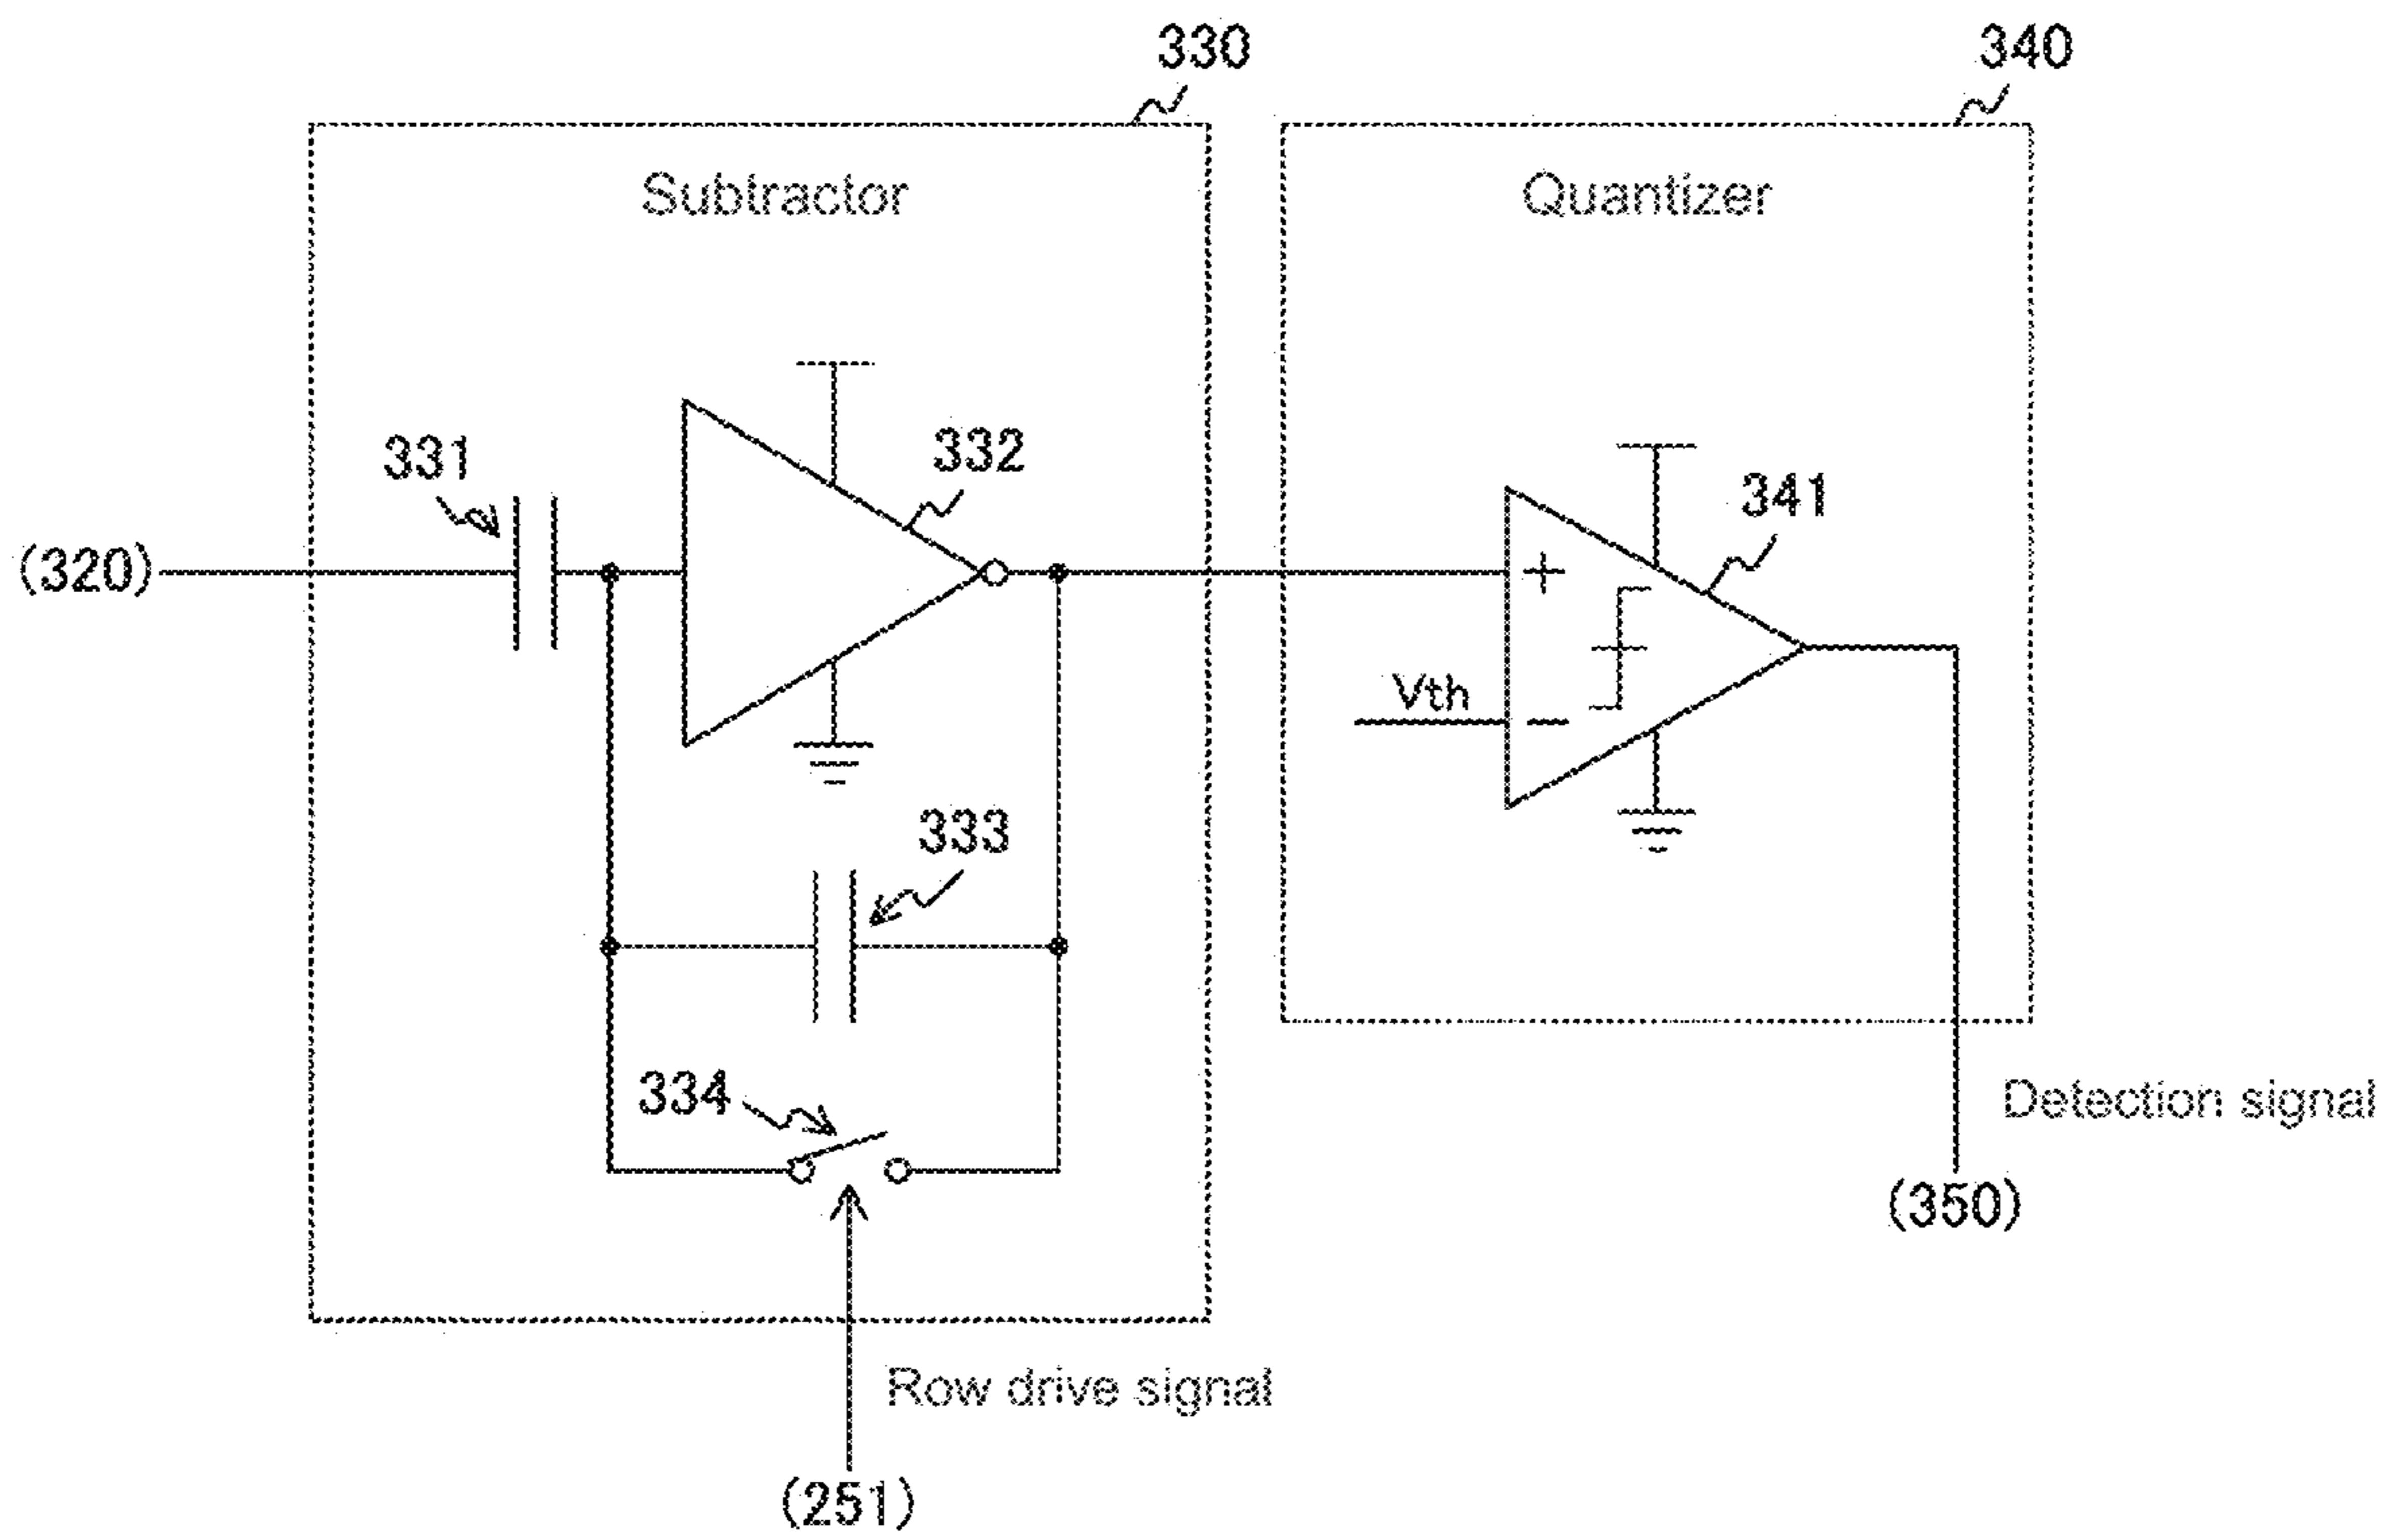 330
340
Subtractor
Quantizer
331
332
341
(320)
+
Vth
−
333
334
Detection signal
(350)
Row drive signal
(251)